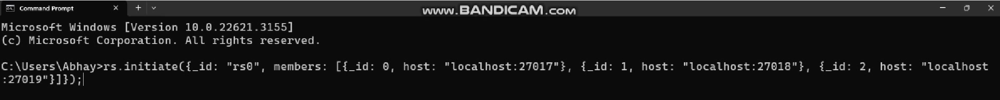 Command Prompt
www.BANDICAM.COM
Microsoft Windows [Version 10.0.22621.3155]
(c) Microsoft Corporation. All rights reserved.
C:\Users\Abhay>rs.initiate({_id: "rs0", members: [{_id: 0, host: "localhost:27017"}, {_id: 1, host: "localhost:27018"}, {_id: 2, host: "localhost
:27019"}]});